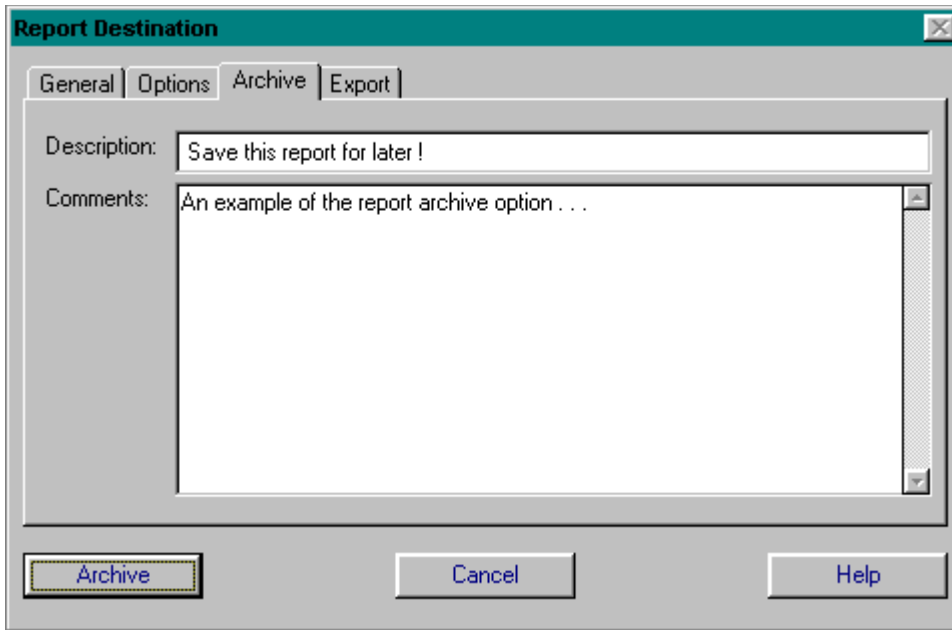 Report Destination
General Options Archive Export
Description: Save this report for later !
Comments: An example of the report archive option . . .
Archive Cancel Help